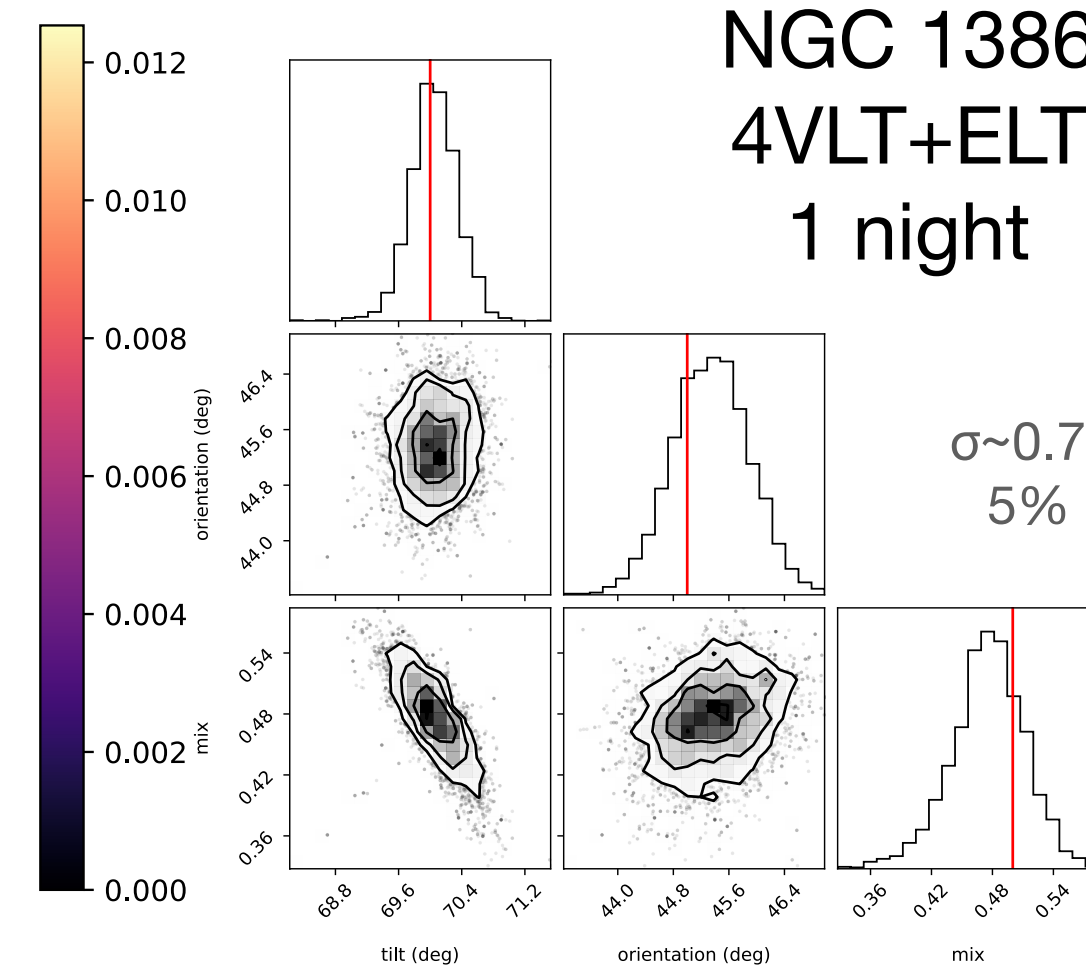 NGC 1386
4VLT+ELT
1 night
σ~0.7
5%
0.012
0.010
0.008
0.006
0.004
0.002
0.000
orientation (deg)
46.4
45.6
44.8
44.0
mix
0.54
0.48
0.42
0.36
68.8 69.6 70.4 71.2
tilt (deg)
44.0 44.8 45.6 46.4
orientation (deg)
0.36 0.42 0.48 0.54
mix